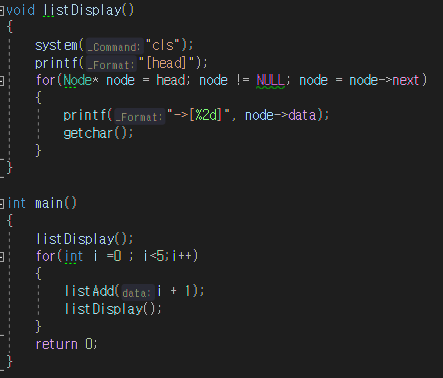 void listDisplay()
{
system(_Command:"cls");
printf(_Format:"[head]");
for(Node* node = head; node != NULL; node = node->next)
{
printf(_Format:"->[%2d]", node->data);
getchar();
}
}
int main()
{
listDisplay();
for(int i =0 ; i<5;i++)
{
listAdd(data:i + 1);
listDisplay();
}
return 0;
}